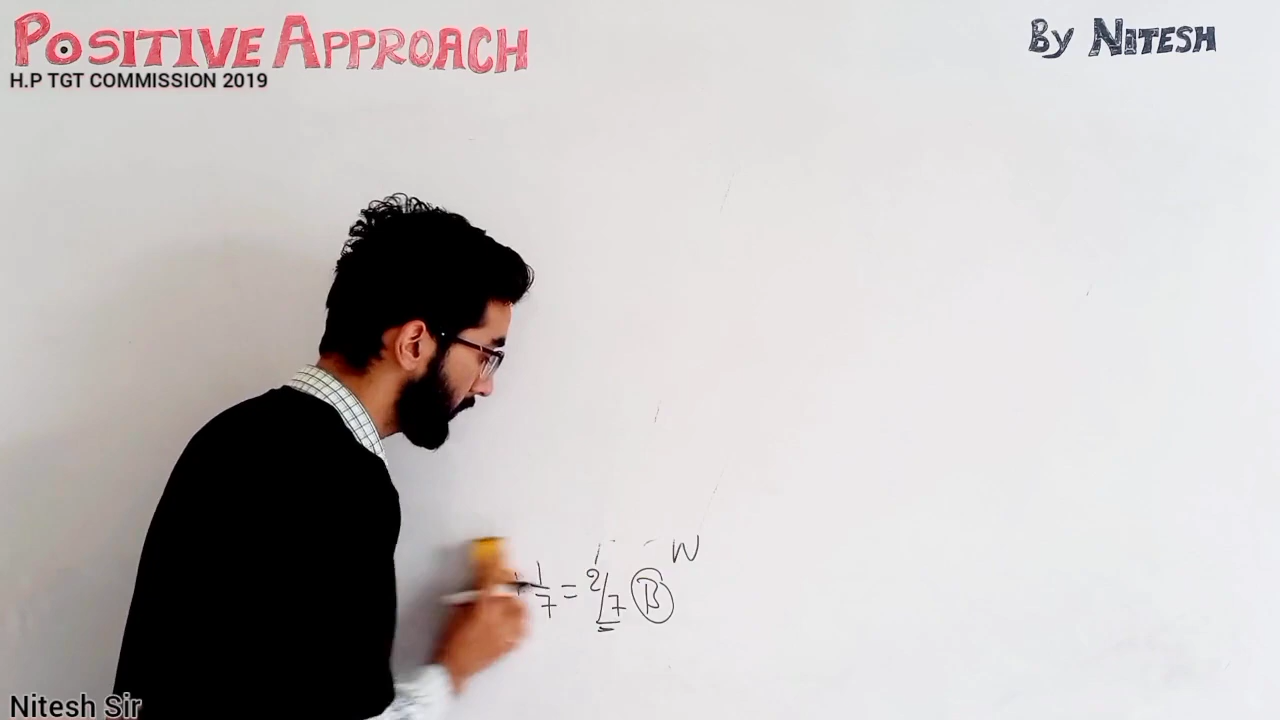 POSITIVE APPROACH
By NITESH
H.P TGT COMMISSION 2019
W
+ 1/7 = 2/7 B
Nitesh Sir